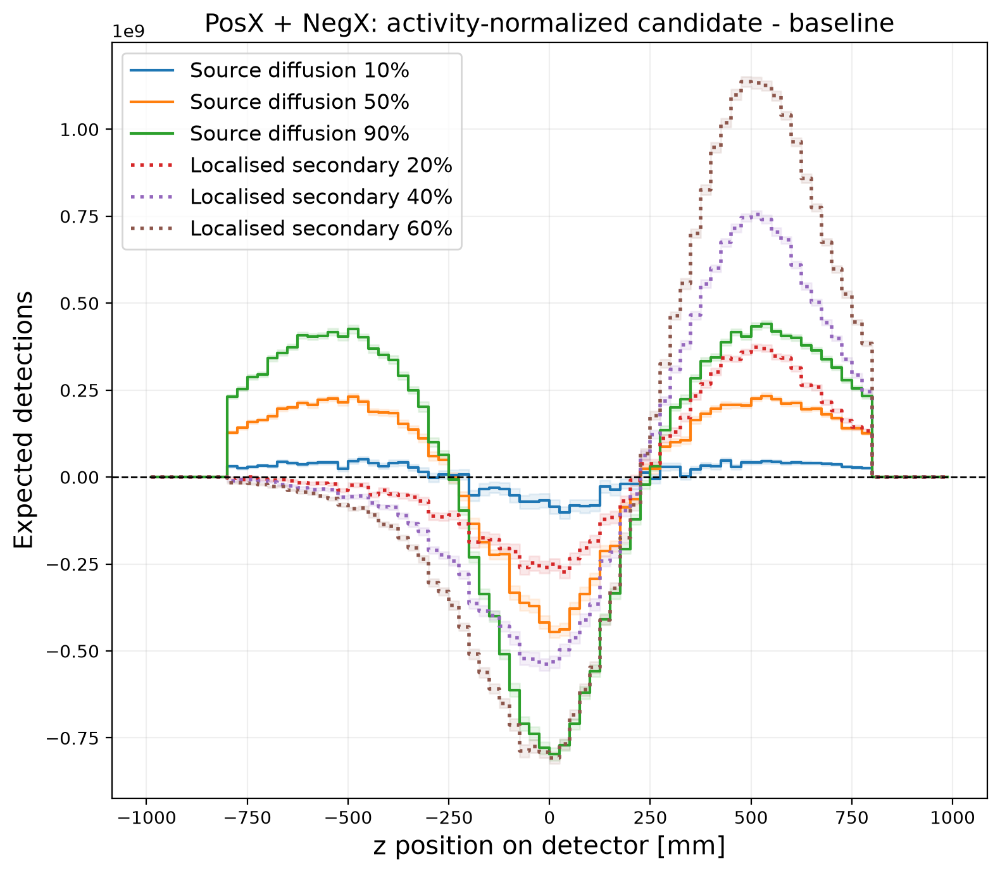 PosX + NegX: activity-normalized candidate - baseline
1e9
Source diffusion 10%
Source diffusion 50%
Source diffusion 90%
Localised secondary 20%
Localised secondary 40%
Localised secondary 60%
1.00
0.75
0.50
0.25
0.00
−0.25
−0.50
−0.75
Expected detections
−1000 −750 −500 −250 0 250 500 750 1000
z position on detector [mm]